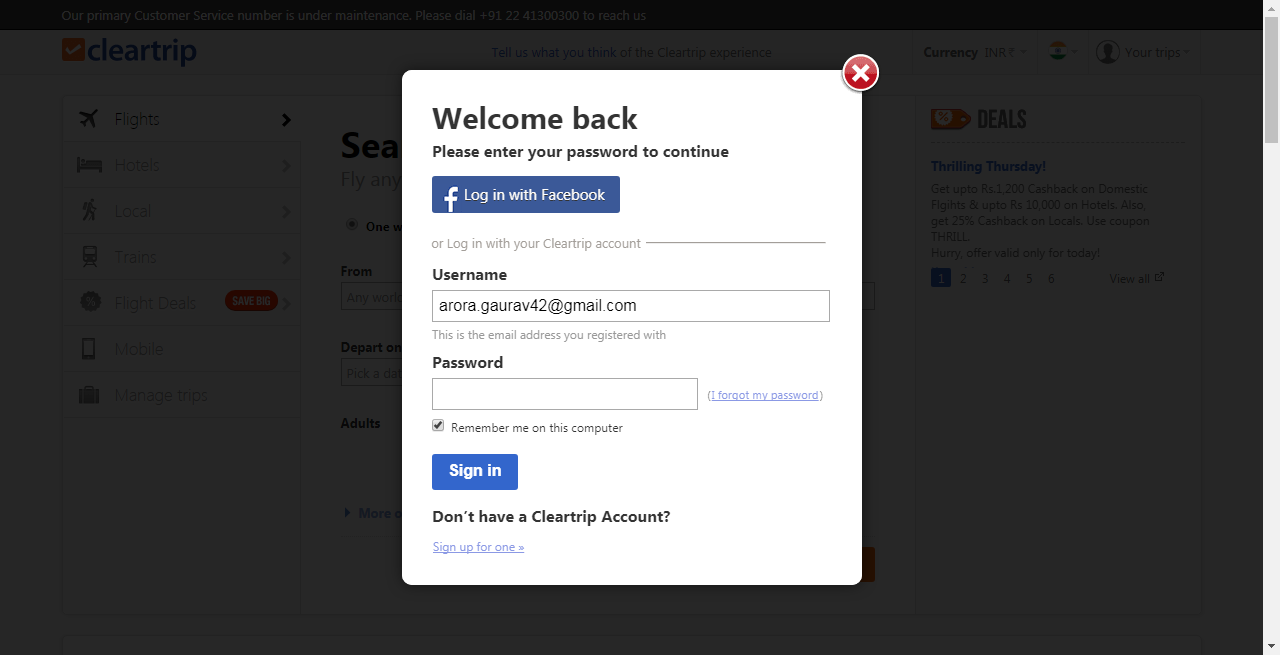 Our primary Customer Service number is under maintenance. Please dial +91 22 41300300 to reach us
cleartrip
Tell us what you think of the Cleartrip experience
Currency INR₹
Your trips
Flights
Hotels
Local
Trains
Flight Deals SAVE BIG
Mobile
Manage trips
Sea
Fly any
One w
From
Any world
Depart on
Pick a dat
Adults
More o
Welcome back
Please enter your password to continue
f Log in with Facebook
or Log in with your Cleartrip account
Username
arora.gaurav42@gmail.com
This is the email address you registered with
Password
(I forgot my password)
Remember me on this computer
Sign in
Don’t have a Cleartrip Account?
Sign up for one »
% DEALS
Thrilling Thursday!
Get upto Rs.1,200 Cashback on Domestic
Flgihts & upto Rs 10,000 on Hotels. Also,
get 25% Cashback on Locals. Use coupon
THRILL.
Hurry, offer valid only for today!
1 2 3 4 5 6 View all